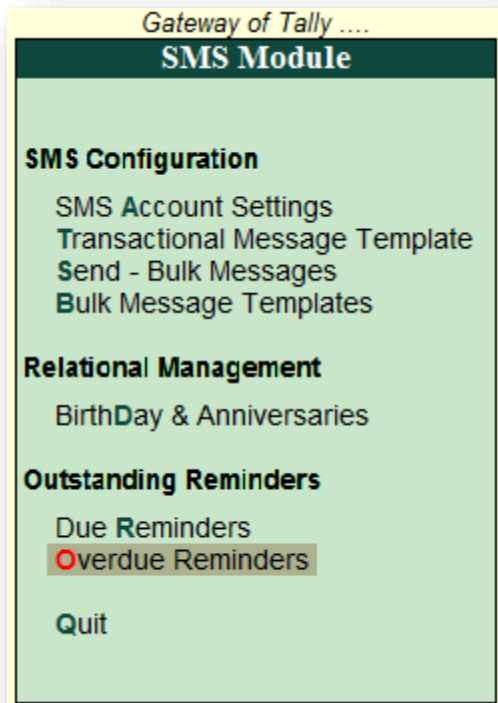 Gateway of Tally ....
SMS Module
SMS Configuration
SMS Account Settings
Transactional Message Template
Send - Bulk Messages
Bulk Message Templates
Relational Management
BirthDay & Anniversaries
Outstanding Reminders
Due Reminders
Overdue Reminders
Quit